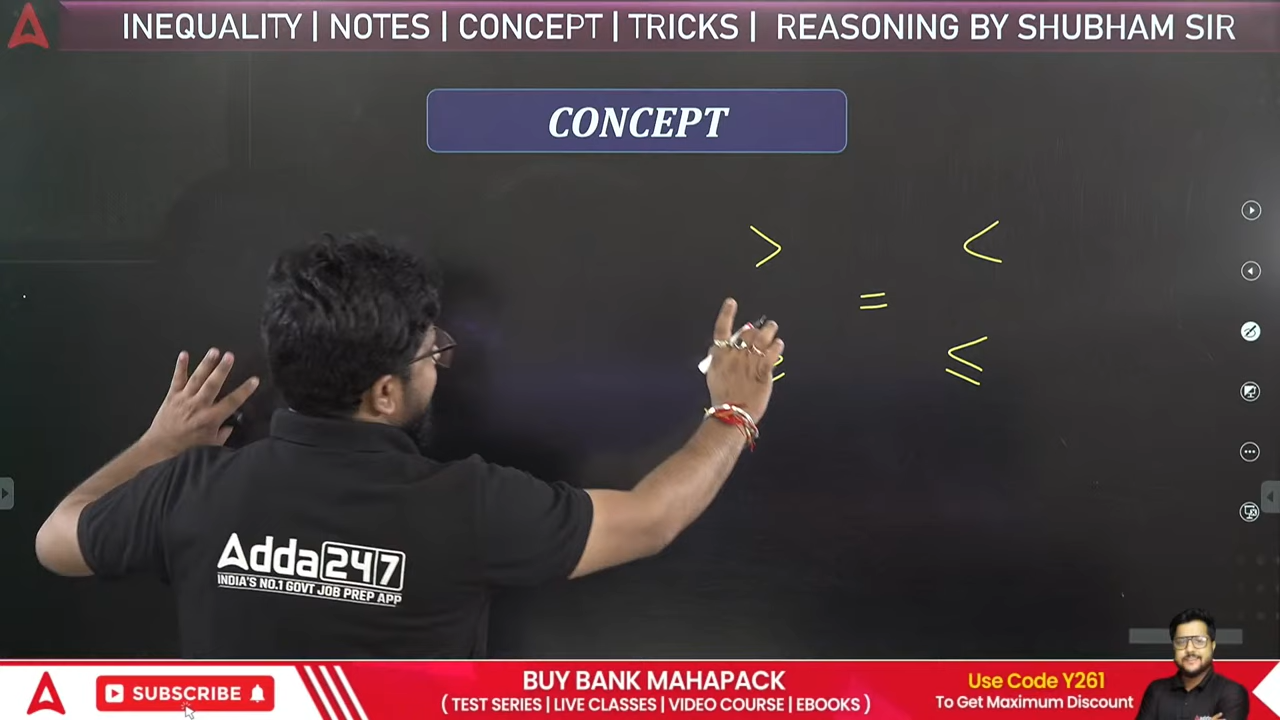 INEQUALITY | NOTES | CONCEPT | TRICKS | REASONING BY SHUBHAM SIR
CONCEPT
> <
=
≤
Adda247
INDIA'S NO.1 GOVT JOB PREP APP
SUBSCRIBE
BUY BANK MAHAPACK
( TEST SERIES | LIVE CLASSES | VIDEO COURSE | EBOOKS )
Use Code Y261
To Get Maximum Discount